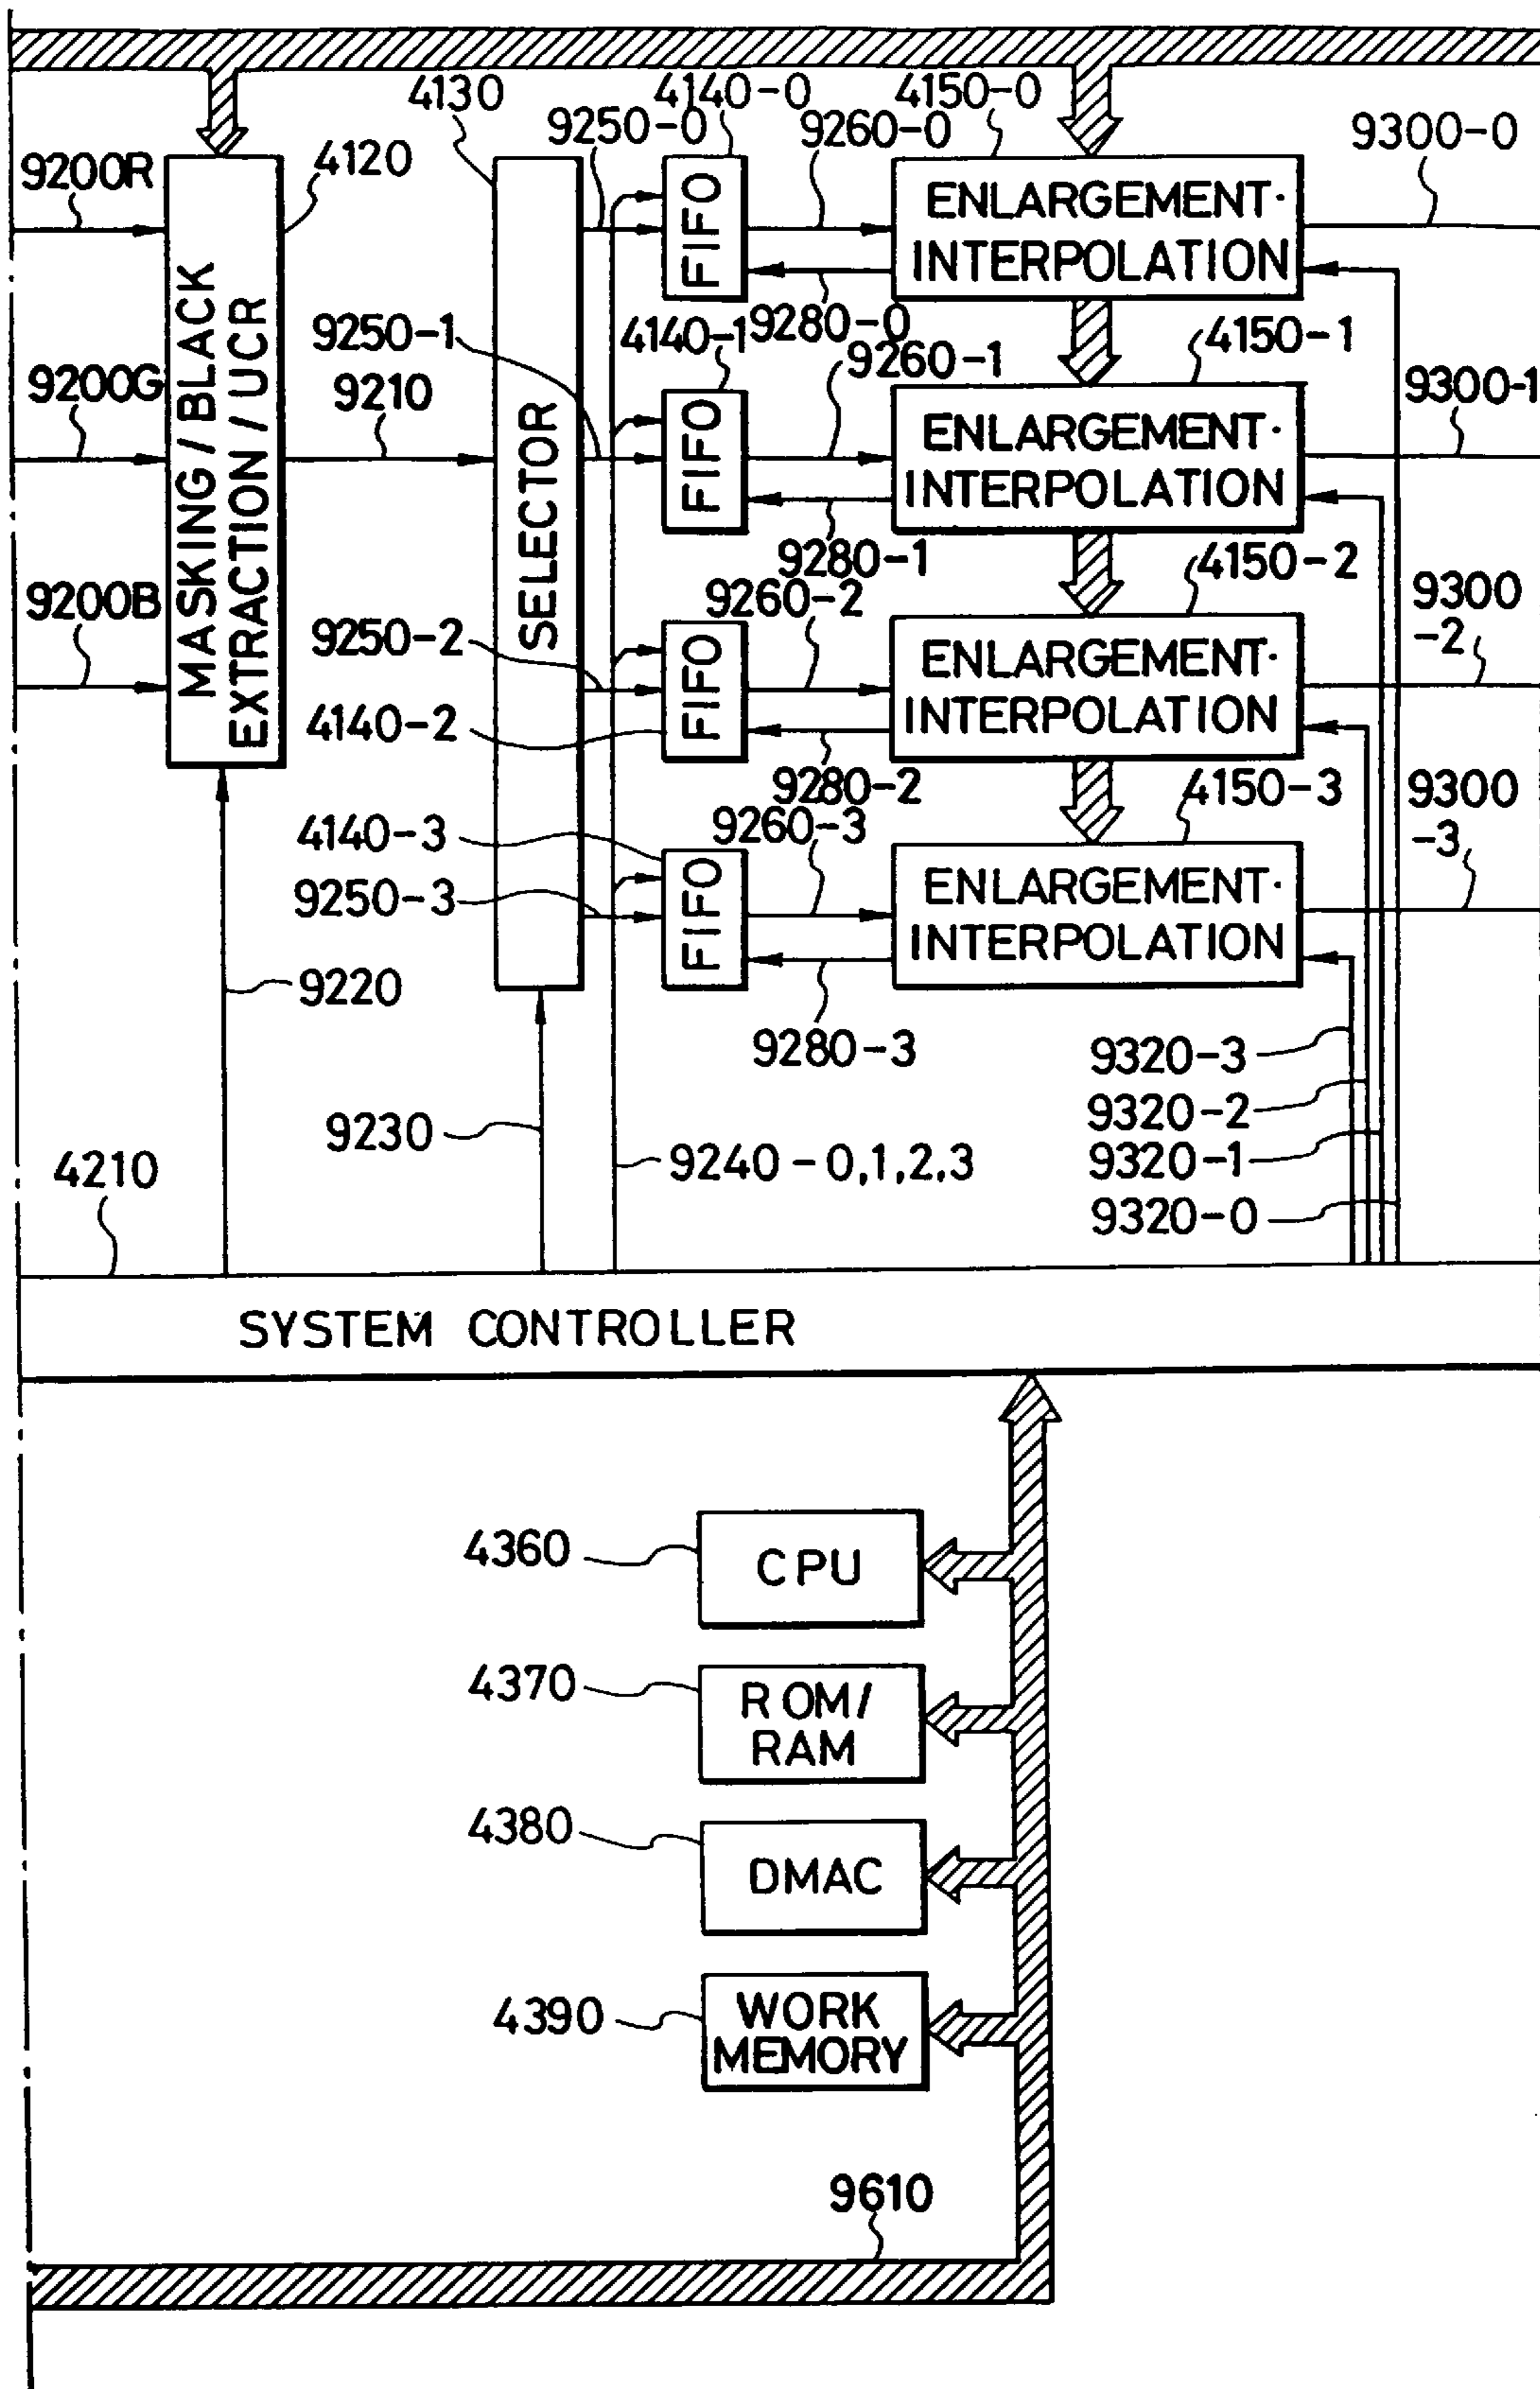 4130
4140-0
4150-0
9250-0
9260-0
9300-0
9200R
4120
FIFO
ENLARGEMENT·
INTERPOLATION
9280-0
9250-1
4140-1
9260-1
4150-1
9200G
9210
9300-1
MASKING/BLACK
EXTRACTION/UCR
SELECTOR
FIFO
ENLARGEMENT·
INTERPOLATION
9280-1
4150-2
9200B
9260-2
9300
-2
9250-2
FIFO
ENLARGEMENT·
INTERPOLATION
4140-2
9280-2
4150-3
9300
-3
4140-3
9260-3
9250-3
FIFO
ENLARGEMENT·
INTERPOLATION
9220
9280-3
9320-3
9320-2
9230
9240-0,1,2,3
9320-1
4210
9320-0
SYSTEM CONTROLLER
4360
CPU
4370
ROM/
RAM
4380
DMAC
4390
WORK
MEMORY
9610